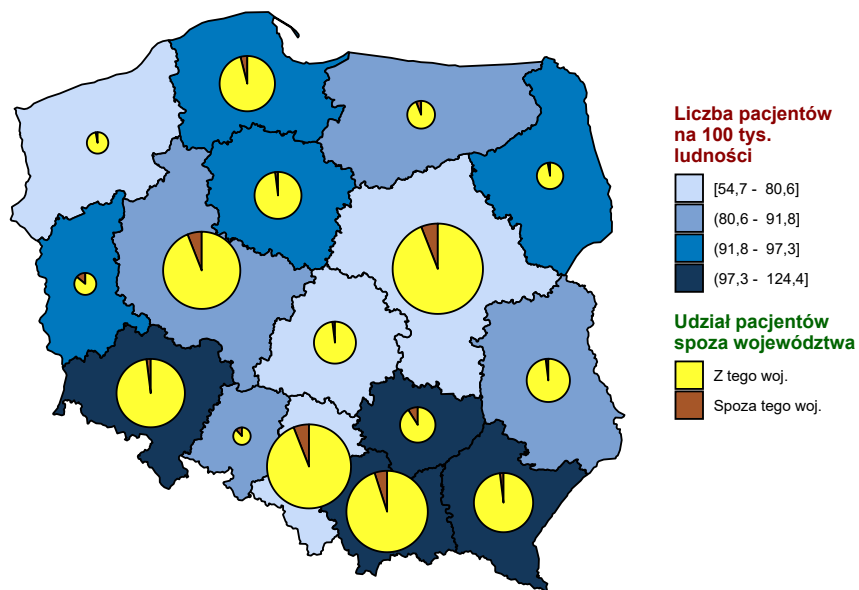 Liczba pacjentów
na 100 tys.
ludności
[54,7 - 80,6]
(80,6 - 91,8]
(91,8 - 97,3]
(97,3 - 124,4]
Udział pacjentów
spoza województwa
Z tego woj.
Spoza tego woj.